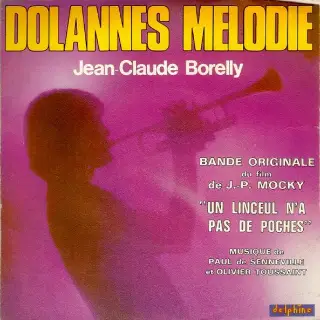 DOLANNES MELODIE
Jean-Claude Borelly
BANDE ORIGINALE
du film
de J. P. MOCKY
"UN LINCEUL N'A
PAS DE POCHES"
MUSIQUE de
PAUL de SENNEVILLE
et OLIVIER TOUSSAINT
delphine